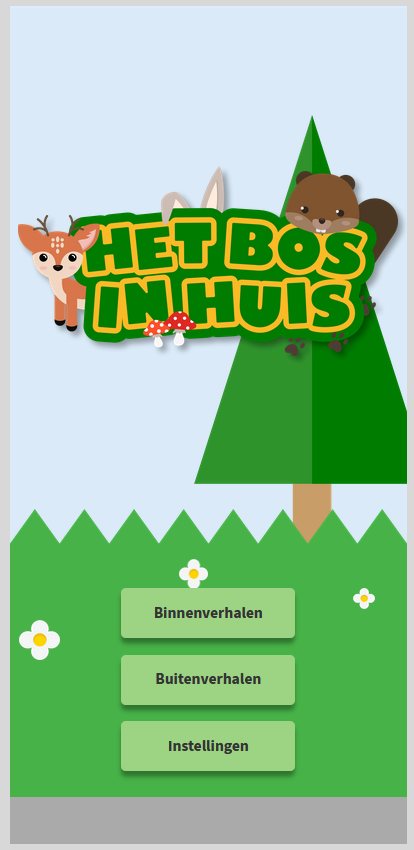 HET BOS
IN HUIS
Binnenverhalen
Buitenverhalen
Instellingen